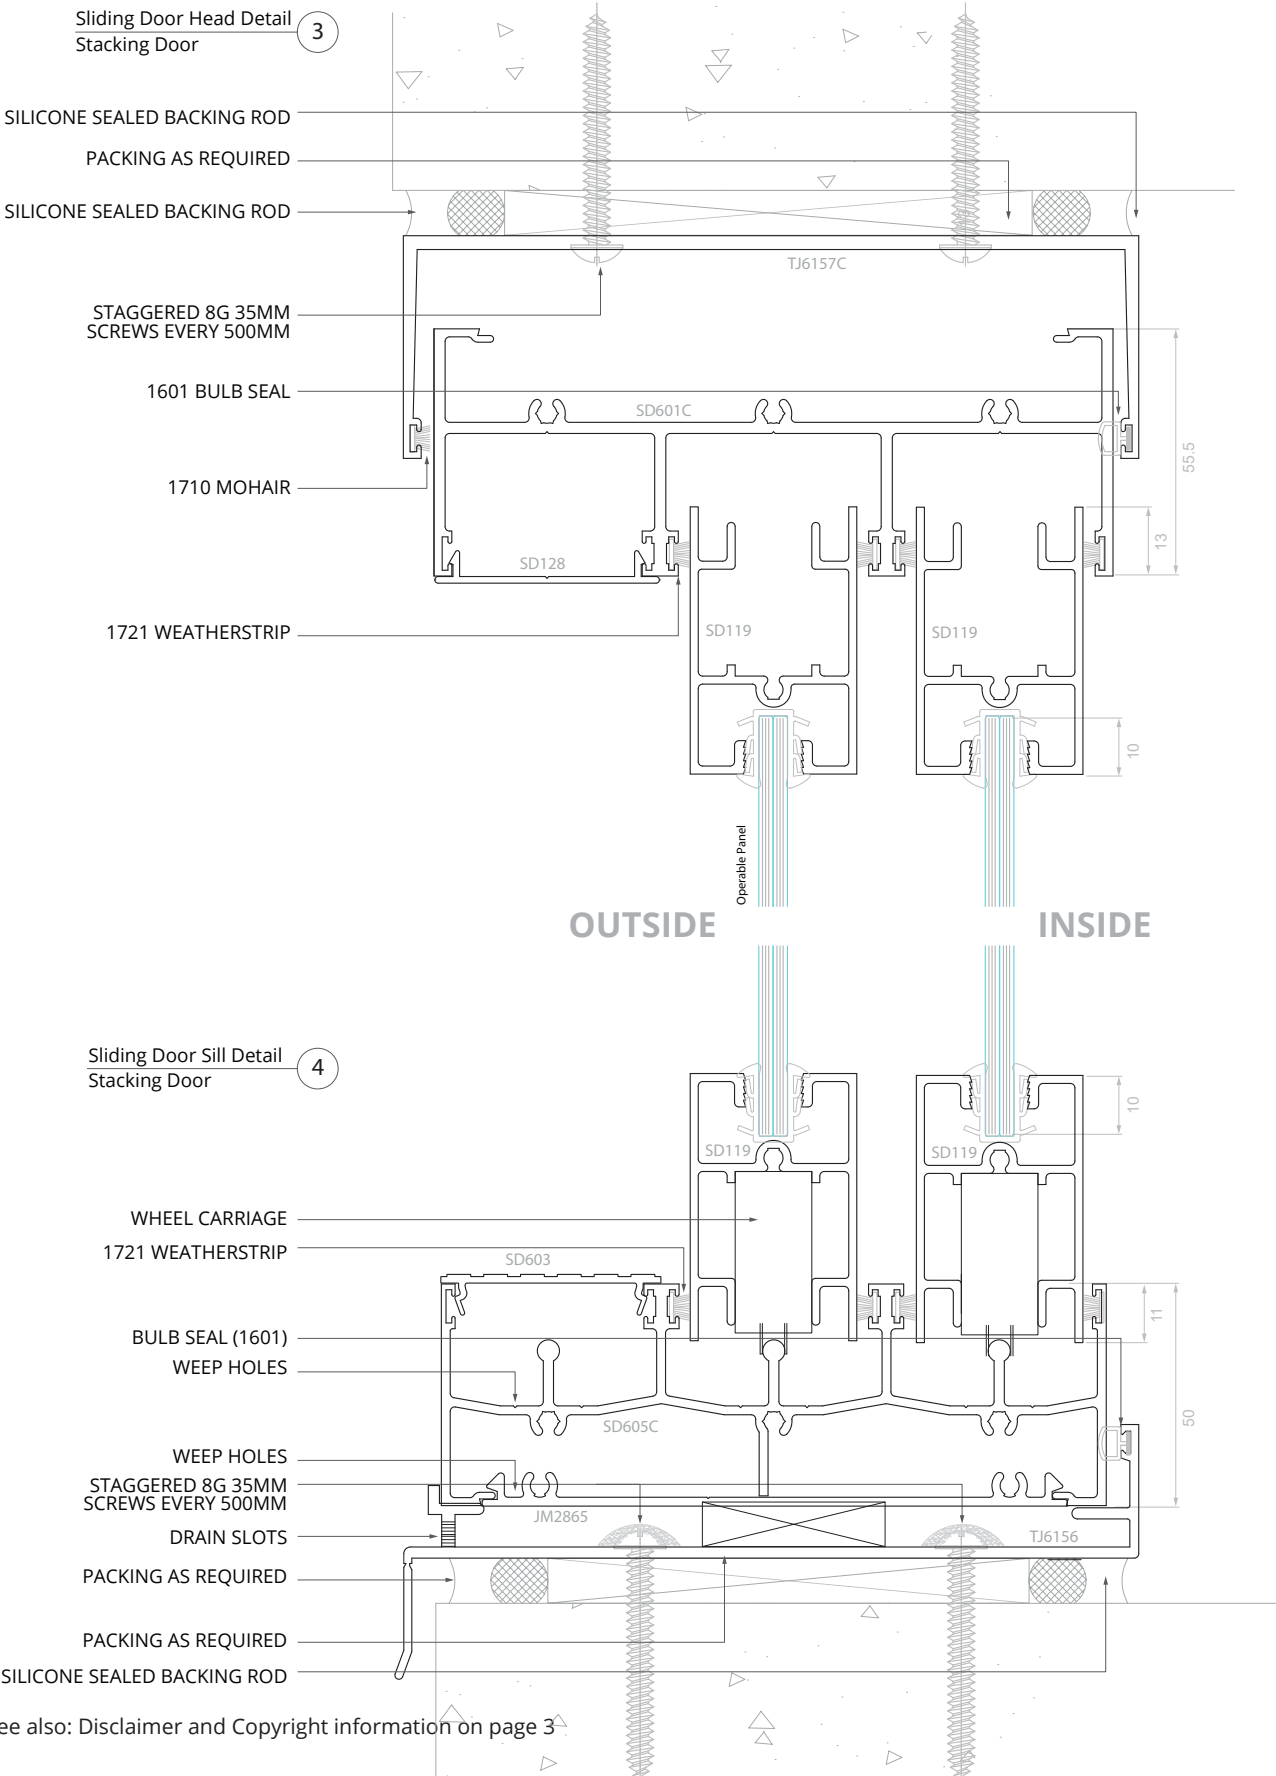 Sliding Door Head Detail
Stacking Door
3
SILICONE SEALED BACKING ROD
PACKING AS REQUIRED
SILICONE SEALED BACKING ROD
TJ6157C
STAGGERED 8G 35MM
SCREWS EVERY 500MM
1601 BULB SEAL
SD601C
55.5
1710 MOHAIR
13
SD128
1721 WEATHERSTRIP
SD119
SD119
10
Operable Panel
OUTSIDE
INSIDE
Sliding Door Sill Detail
Stacking Door
4
10
SD119
SD119
WHEEL CARRIAGE
1721 WEATHERSTRIP
SD603
11
BULB SEAL (1601)
WEEP HOLES
50
SD605C
WEEP HOLES
STAGGERED 8G 35MM
SCREWS EVERY 500MM
JM2865
DRAIN SLOTS
TJ6156
PACKING AS REQUIRED
PACKING AS REQUIRED
SILICONE SEALED BACKING ROD
ee also: Disclaimer and Copyright information on page 3